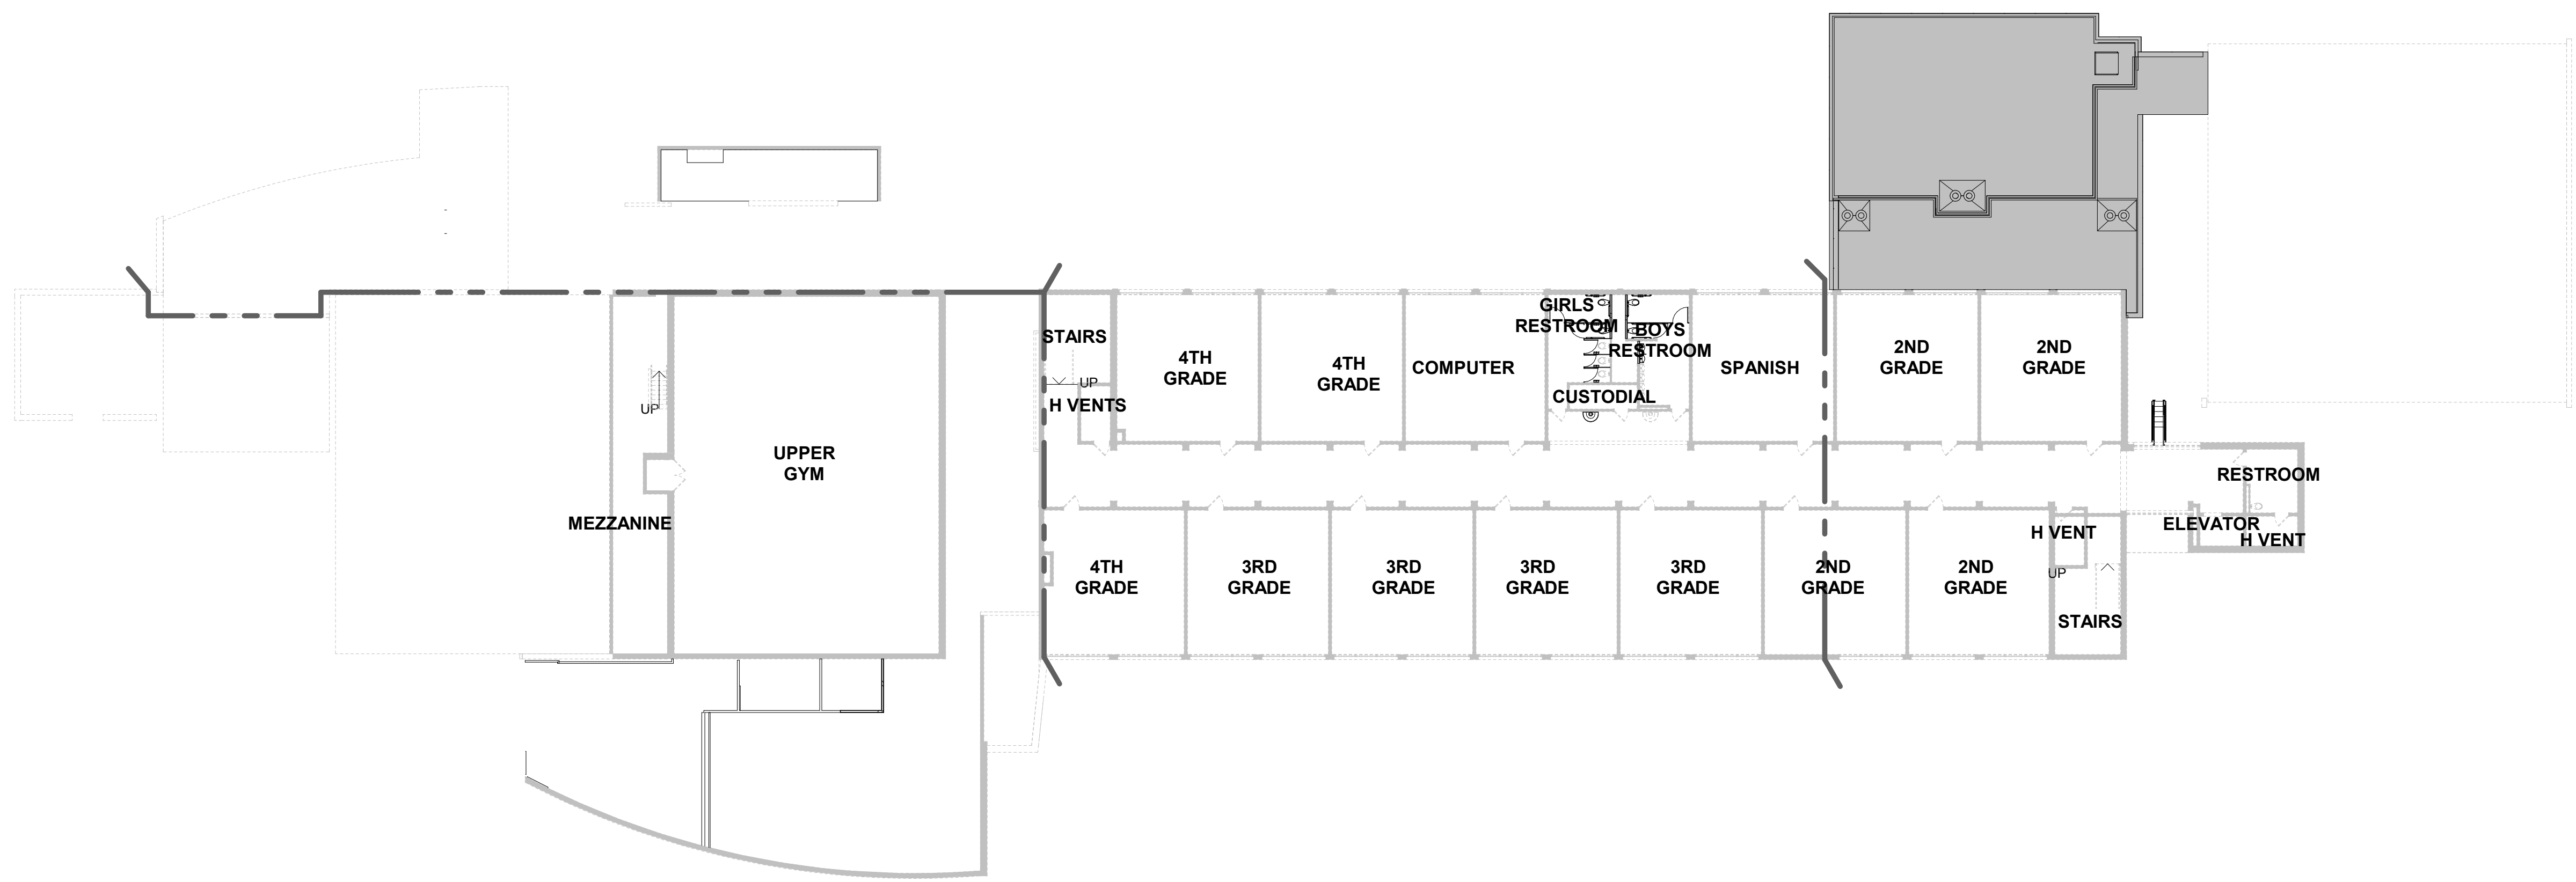 GIRLS
RESTROOM
BOYS
RESTROOM
STAIRS
4TH
GRADE
4TH
GRADE
COMPUTER
SPANISH
2ND
GRADE
2ND
GRADE
UP
UP
H VENTS
CUSTODIAL
UPPER
GYM
RESTROOM
MEZZANINE
H VENT
ELEVATOR
H VENT
4TH
GRADE
3RD
GRADE
3RD
GRADE
3RD
GRADE
3RD
GRADE
2ND
GRADE
2ND
GRADE
UP
STAIRS